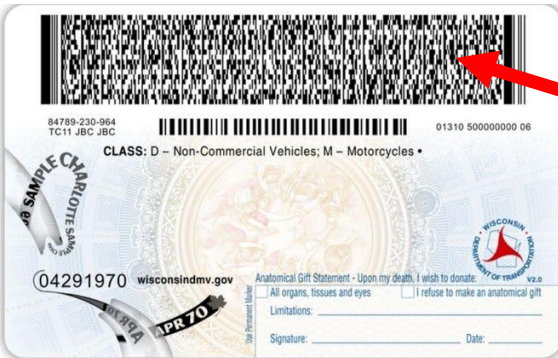 84789-230-964
TC11 JBC JBC
01310 500000000 06
CLASS: D – Non-Commercial Vehicles; M – Motorcycles •
SAMPLE CHARLOTTE SAMPLE
WISCONSIN
DEPARTMENT OF TRANSPORTATION
V2.0
04291970
wisconsindmv.gov
APR 70
APR 70
Use Permanent Marker
Anatomical Gift Statement - Upon my death, I wish to donate:
All organs, tissues and eyes
I refuse to make an anatomical gift
Limitations:
Signature:
Date: